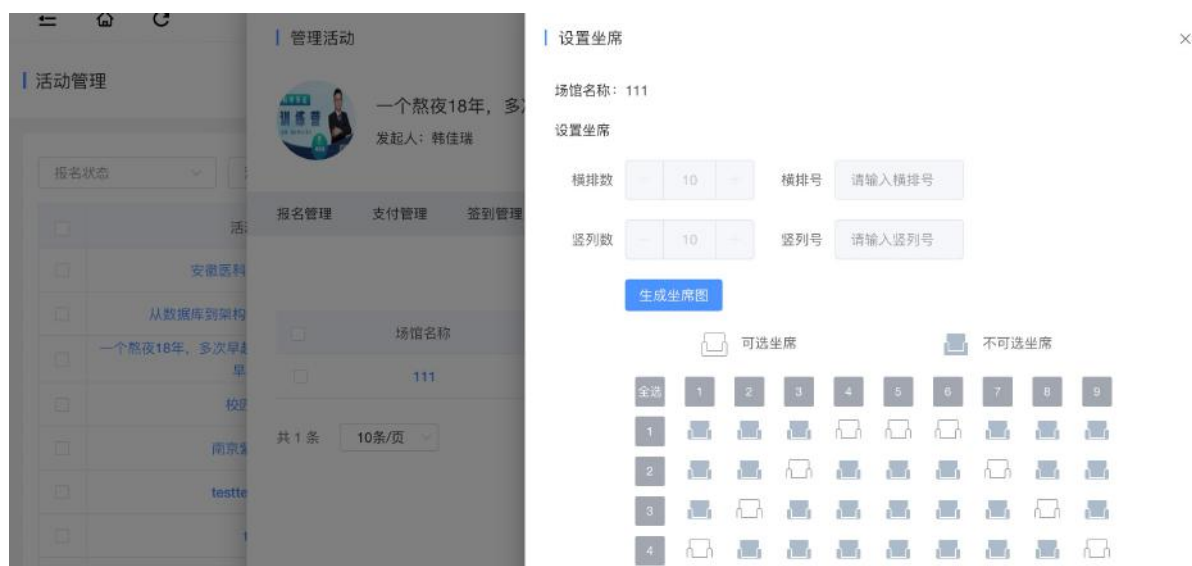 活动管理
报名状态
活
安徽医科
从数据库到架构
一个熬夜18年，多次早起
早
校医
testte
t
管理活动
训练营
一个熬夜18年，多
发起人：韩佳瑞
报名管理 支付管理 签到管理
场馆名称
111
共 1 条 10条/页
设置坐席
场馆名称：111
设置坐席
横排数 10 横排号 请输入横排号
竖列数 10 竖列号 请输入竖列号
生成坐席图
可选坐席 不可选坐席
全选 1 2 3 4 5 6 7 8 9
1
2
3
4